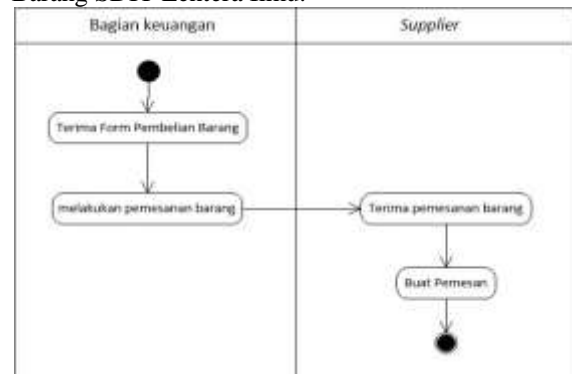 Barang SDIT Lentera Ilmu.
Bagian keuangan
Supplier
Terima Form Pembelian Barang
melakukan pemesanan barang
Terima pemesanan barang
Buat Pemesan